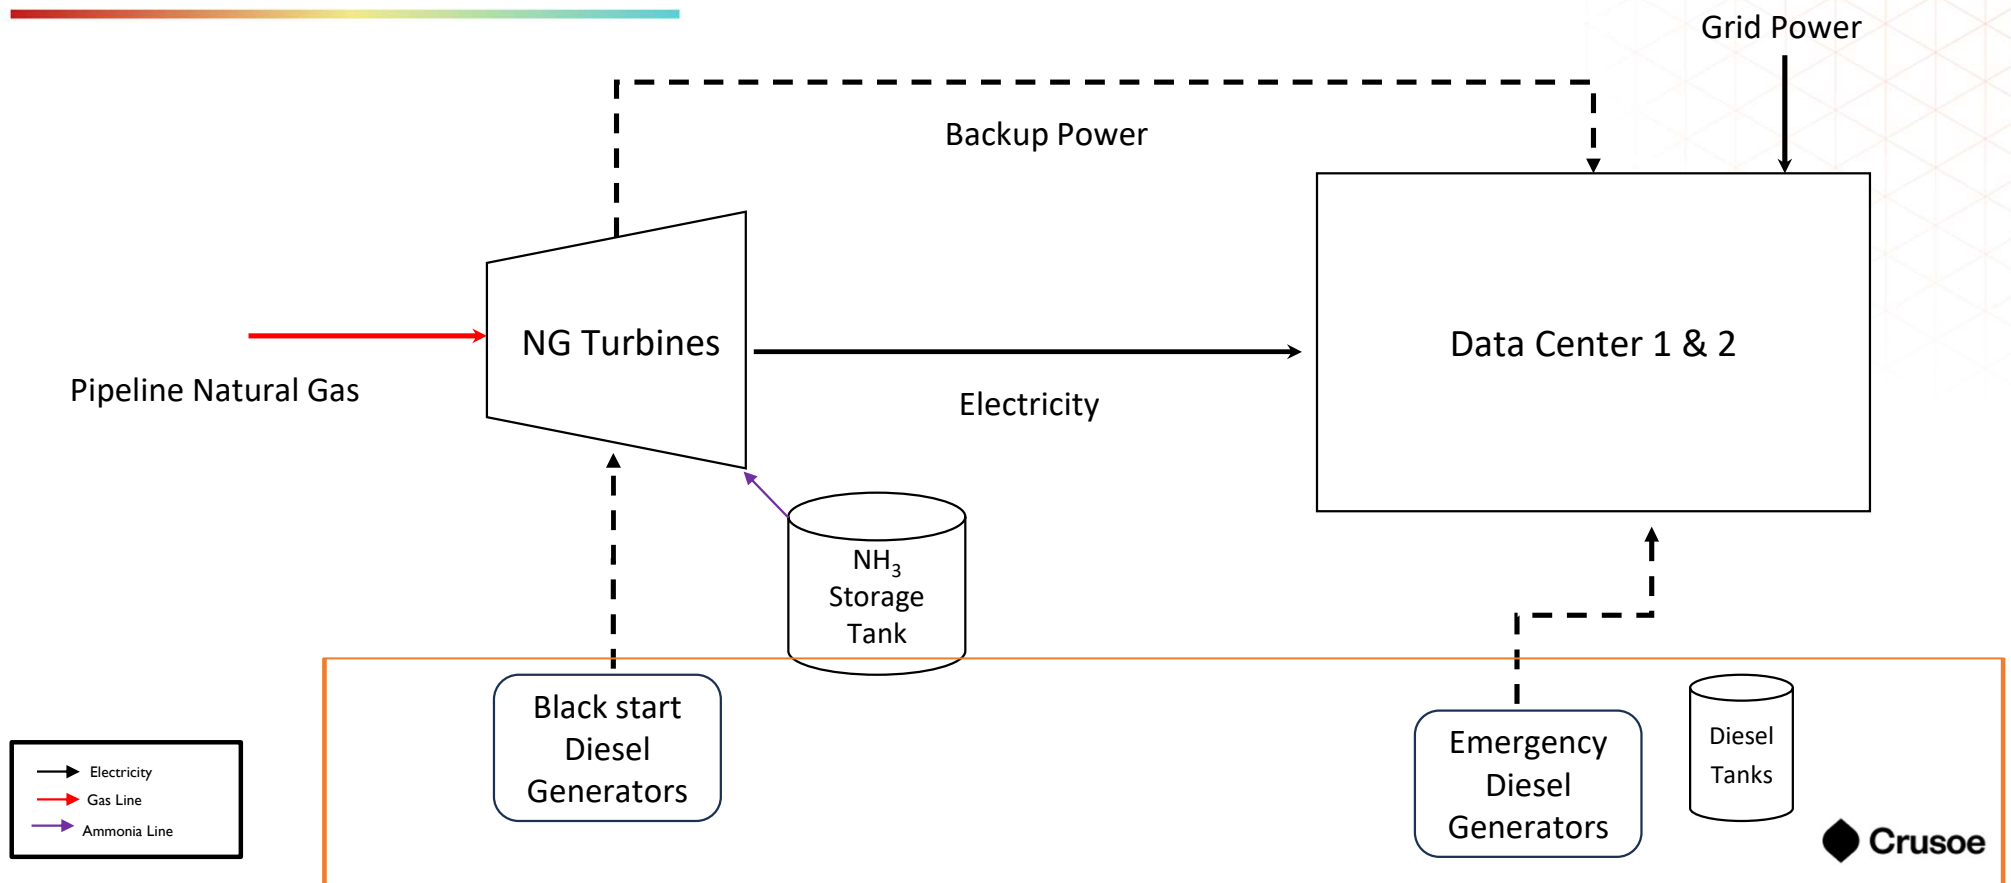 Grid Power
Backup Power
NG Turbines
Data Center 1 & 2
Pipeline Natural Gas
Electricity
NH₃
Storage
Tank
Black start
Diesel
Generators
Emergency
Diesel
Generators
Diesel
Tanks
Electricity
Gas Line
Ammonia Line
Crusoe